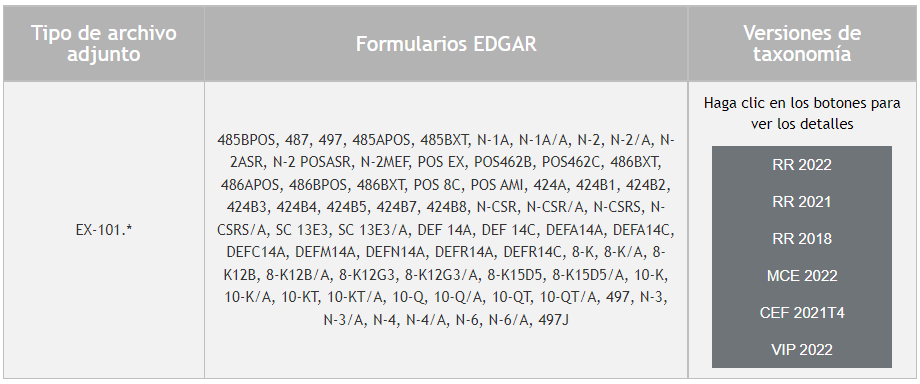 Tipo de archivo
adjunto
Formularios EDGAR
Versiones de
taxonomía
EX-101.*
485BPOS, 487, 497, 485APOS, 485BXT, N-1A, N-1A/A, N-2, N-2/A, N-
2ASR, N-2 POSASR, N-2MEF, POS EX, POS462B, POS462C, 486BXT,
486APOS, 486BPOS, 486BXT, POS 8C, POS AMI, 424A, 424B1, 424B2,
424B3, 424B4, 424B5, 424B7, 424B8, N-CSR, N-CSR/A, N-CSRS, N-
CSRS/A, SC 13E3, SC 13E3/A, DEF 14A, DEF 14C, DEFA14A, DEFA14C,
DEFC14A, DEFM14A, DEFN14A, DEFR14A, DEFR14C, 8-K, 8-K/A, 8-
K12B, 8-K12B/A, 8-K12G3, 8-K12G3/A, 8-K15D5, 8-K15D5/A, 10-K,
10-K/A, 10-KT, 10-KT/A, 10-Q, 10-Q/A, 10-QT, 10-QT/A, 497, N-3,
N-3/A, N-4, N-4/A, N-6, N-6/A, 497J
Haga clic en los botones para
ver los detalles
RR 2022
RR 2021
RR 2018
MCE 2022
CEF 2021T4
VIP 2022